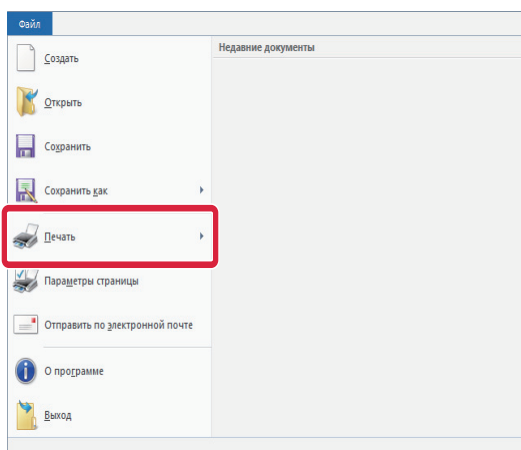 Файл
Недавние документы
Создать
Открыть
Сохранить
Сохранить как
Печать
Параметры страницы
Отправить по электронной почте
О программе
Выход